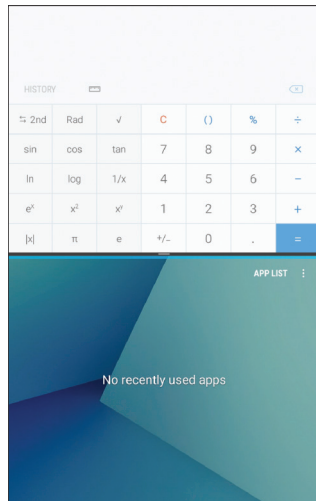 HISTORY
⇆ 2nd Rad √ C () % ÷
sin cos tan 7 8 9 ×
ln log 1/x 4 5 6 −
eˣ x² xʸ 1 2 3 +
|x| π e +/− 0 . =
APP LIST
No recently used apps